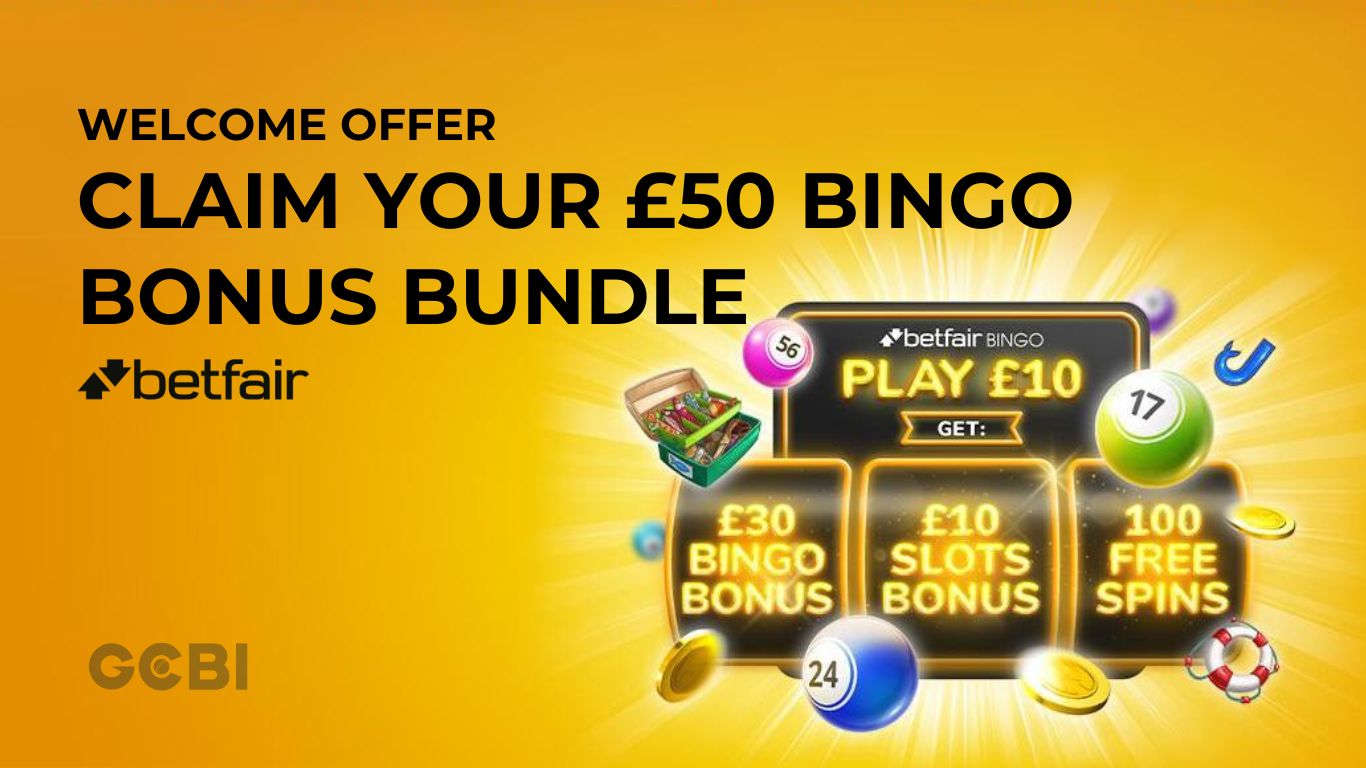 WELCOME OFFER
CLAIM YOUR £50 BINGO
BONUS BUNDLE
betfair
betfair BINGO
PLAY £10
GET:
£30
BINGO
BONUS
£10
SLOTS
BONUS
100
FREE
SPINS
56
17
24
GCBI